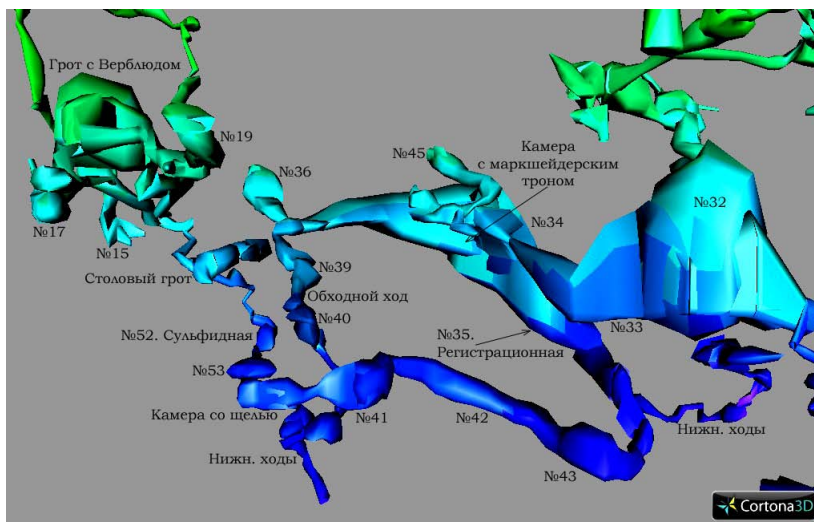 Грот с Верблюдом
№19
№45
Камера
с маркшейдерским
троном
№36
№32
№17
№15
№34
Столовый грот
№39
Обходной ход
№40
№33
№52. Сульфидная
№35.
Регистрационная
№53
Камера со щелью
№41
№42
Нижн. ходы
Нижн. ходы
№43
Cortona3D